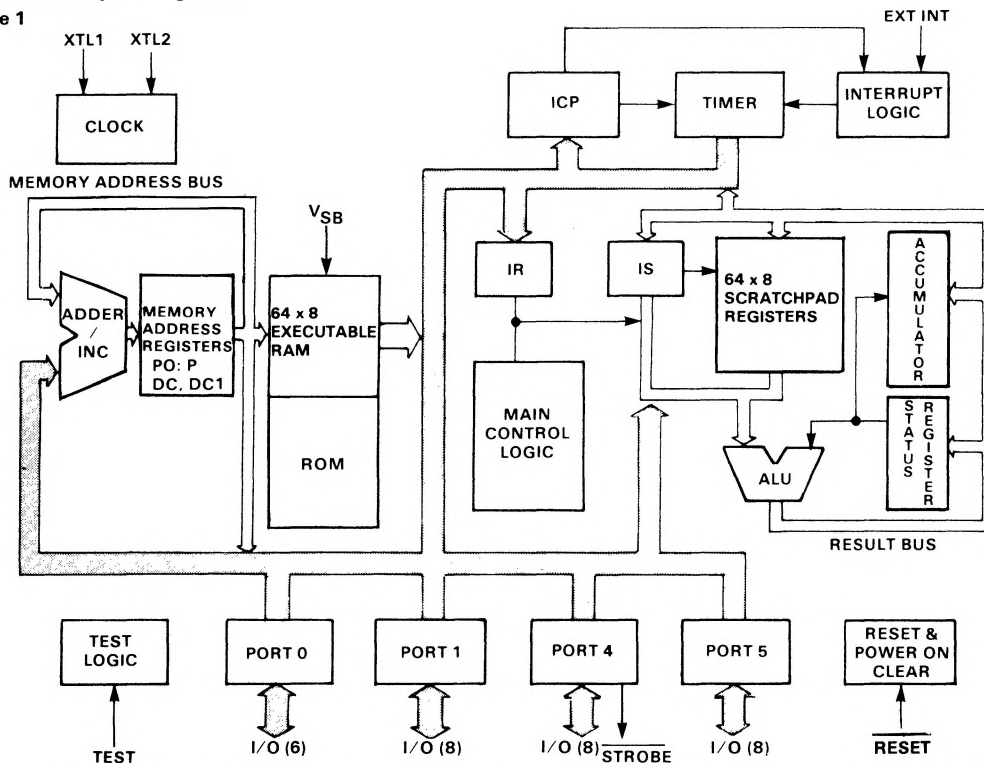 e 1
XTL1 XTL2
CLOCK
MEMORY ADDRESS BUS
ADDER
/
INC
MEMORY
ADDRESS
REGISTERS
PO: P
DC, DC1
VSB
64 x 8
EXECUTABLE
RAM
ROM
ICP
TIMER
EXT INT
INTERRUPT
LOGIC
IR
IS
64 x 8
SCRATCHPAD
REGISTERS
MAIN
CONTROL
LOGIC
ACCUMULATOR
STATUS
REGISTER
ALU
RESULT BUS
TEST
LOGIC
TEST
PORT 0
I/O (6)
PORT 1
I/O (8)
PORT 4
I/O (8)
STROBE
PORT 5
I/O (8)
RESET &
POWER ON
CLEAR
RESET